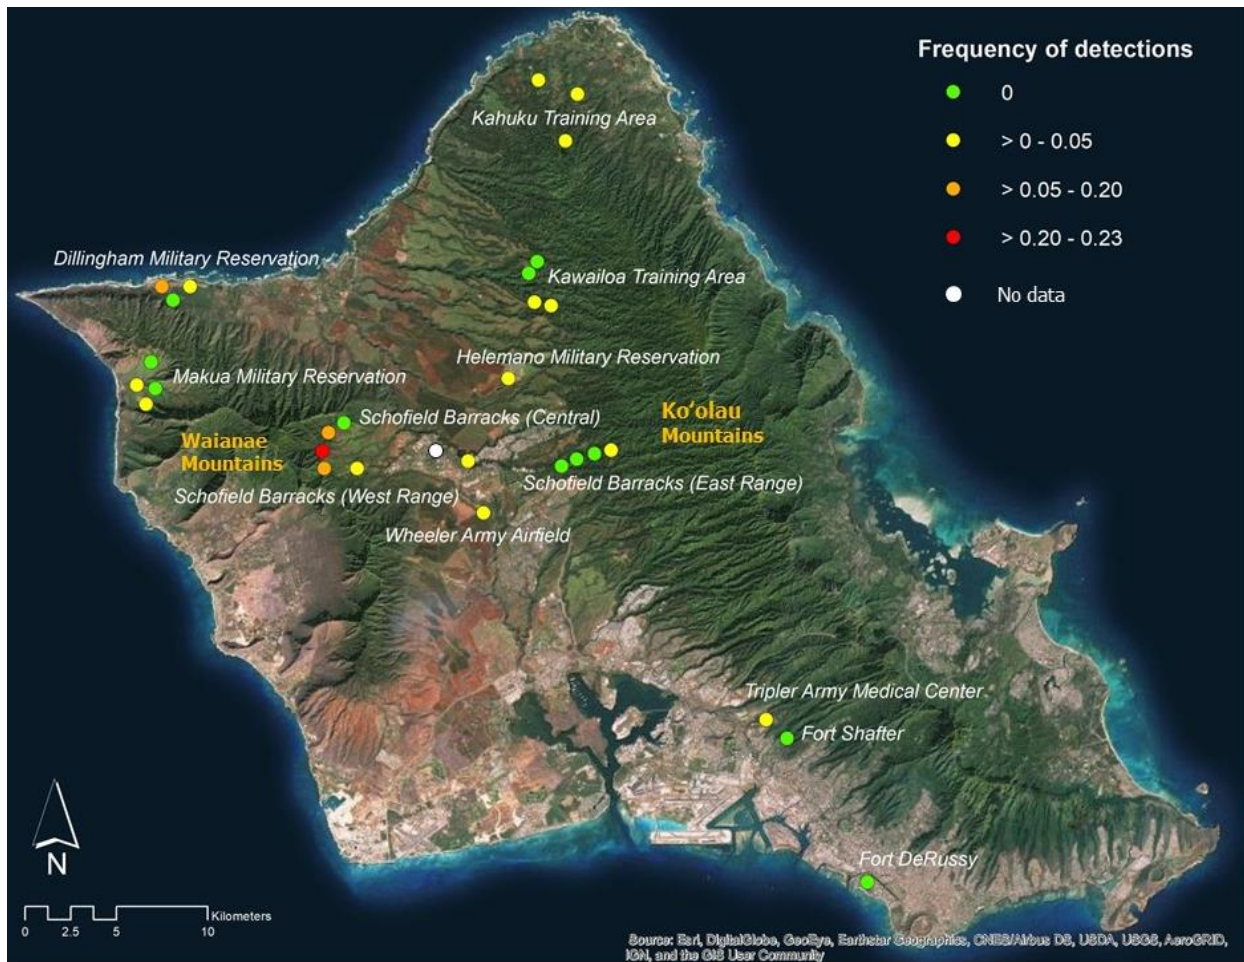 Frequency of detections
0
> 0 - 0.05
> 0.05 - 0.20
> 0.20 - 0.23
No data
Kahuku Training Area
Dillingham Military Reservation
Kawailoa Training Area
Helemano Military Reservation
Makua Military Reservation
Schofield Barracks (Central)
Koʻolau
Mountains
Waianae
Mountains
Schofield Barracks (East Range)
Schofield Barracks (West Range)
Wheeler Army Airfield
Tripler Army Medical Center
Fort Shafter
Fort DeRussy
N
Kilometers
0 2.5 5 10
Source: Esri, DigitalGlobe, GeoEye, Earthstar Geographics, CNES/Airbus DS, USDA, USGS, AeroGRID,
IGN, and the GIS User Community